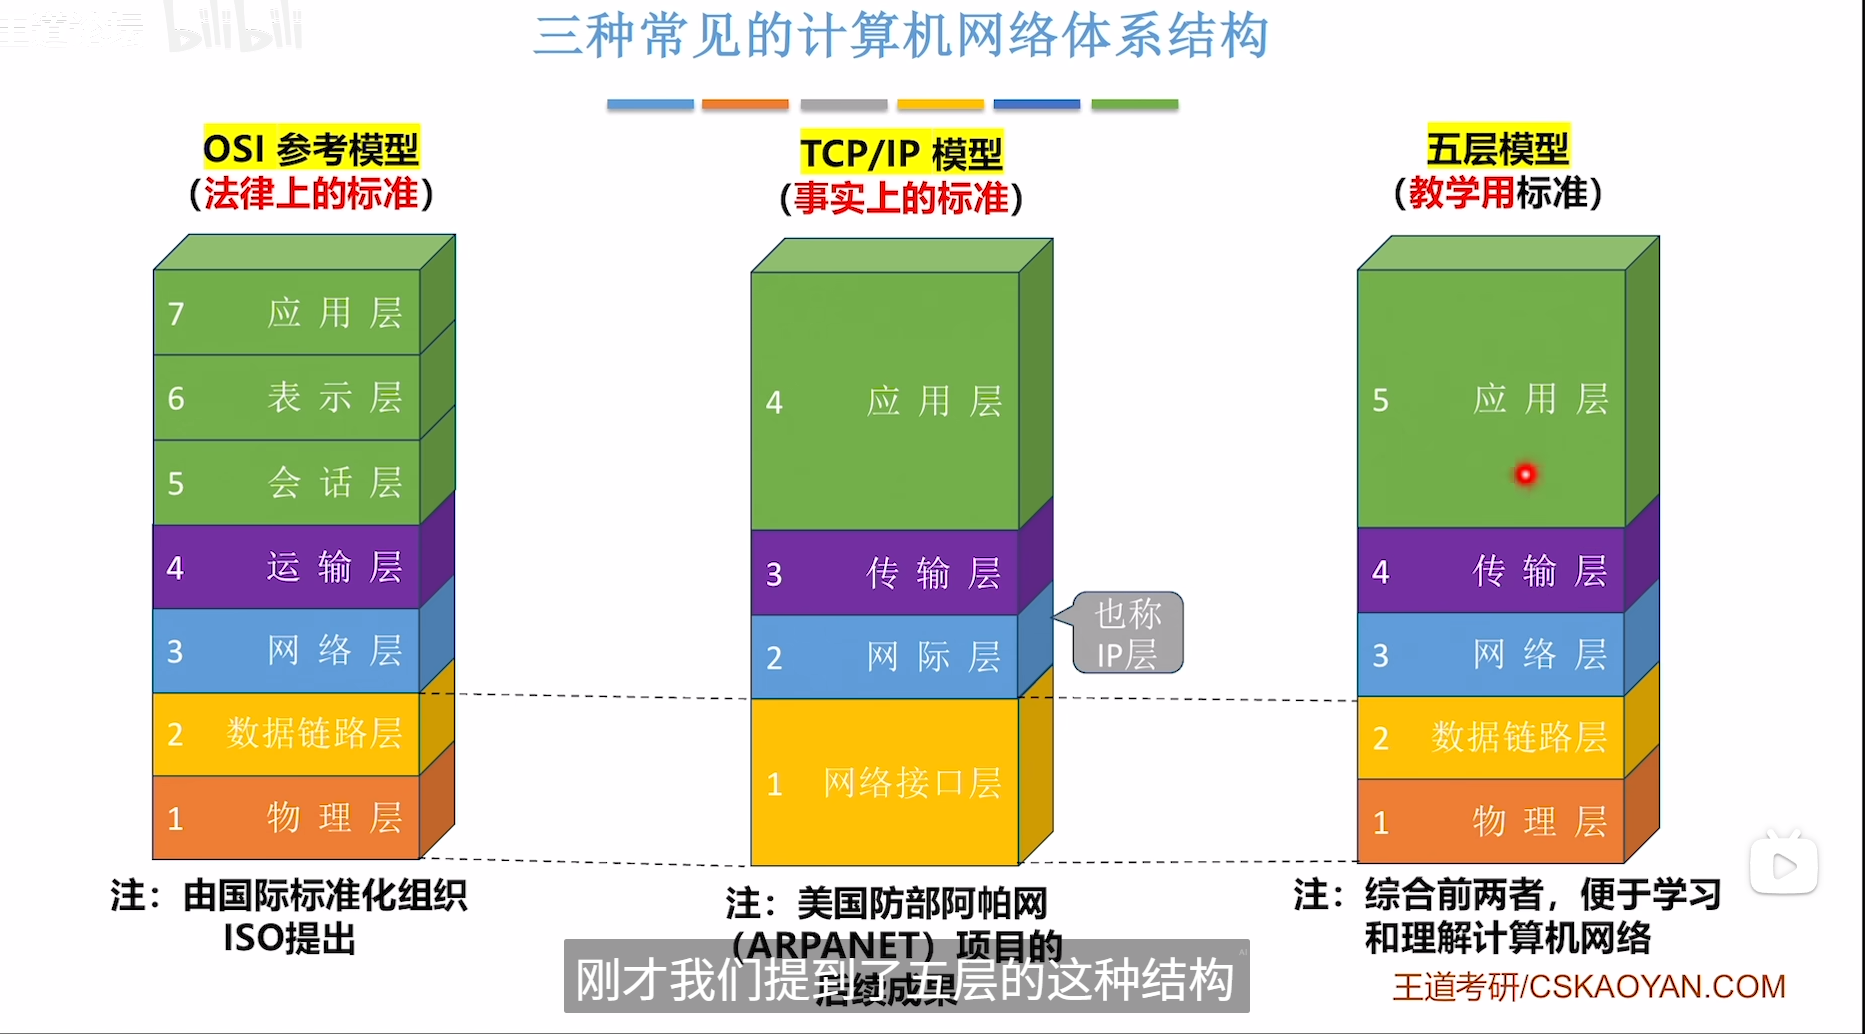 三种常见的计算机网络体系结构
OSI 参考模型
（法律上的标准）
7 应用层
6 表示层
5 会话层
4 运输层
3 网络层
2 数据链路层
1 物理层
注：由国际标准化组织
ISO提出
TCP/IP 模型
（事实上的标准）
4 应用层
3 传输层
2 网际层
1 网络接口层
也称
IP层
注：美国防部阿帕网
（ARPANET）项目的
后续成果
五层模型
（教学用标准）
5 应用层
4 传输层
3 网络层
2 数据链路层
1 物理层
注：综合前两者，便于学习
和理解计算机网络
王道考研/CSKAOYAN.COM
刚才我们提到了五层的这种结构
AI
bilibili